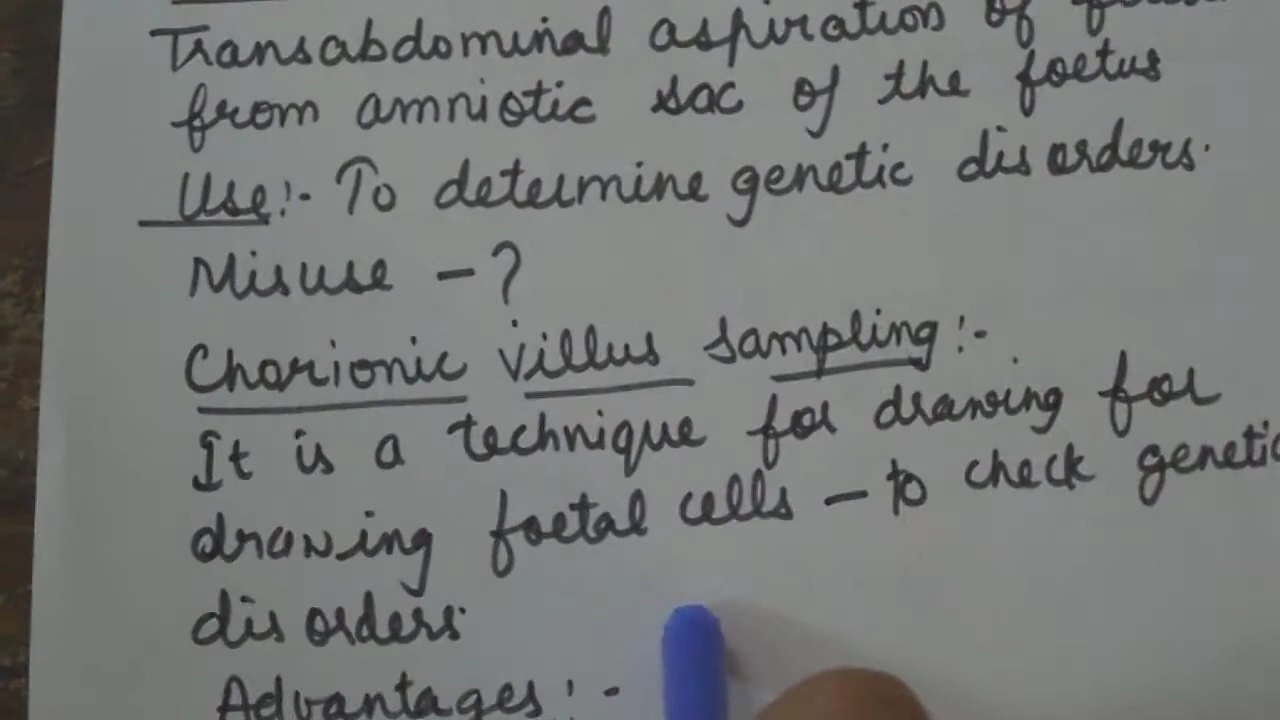 Transabdominal aspiration of
from amniotic sac of the foetus
Use:- To determine genetic disorders.
Misuse - ?
Chorionic villus sampling:-
It is a technique for drawing for
drawing foetal cells - to check genetic
disorders.
Advantages:-